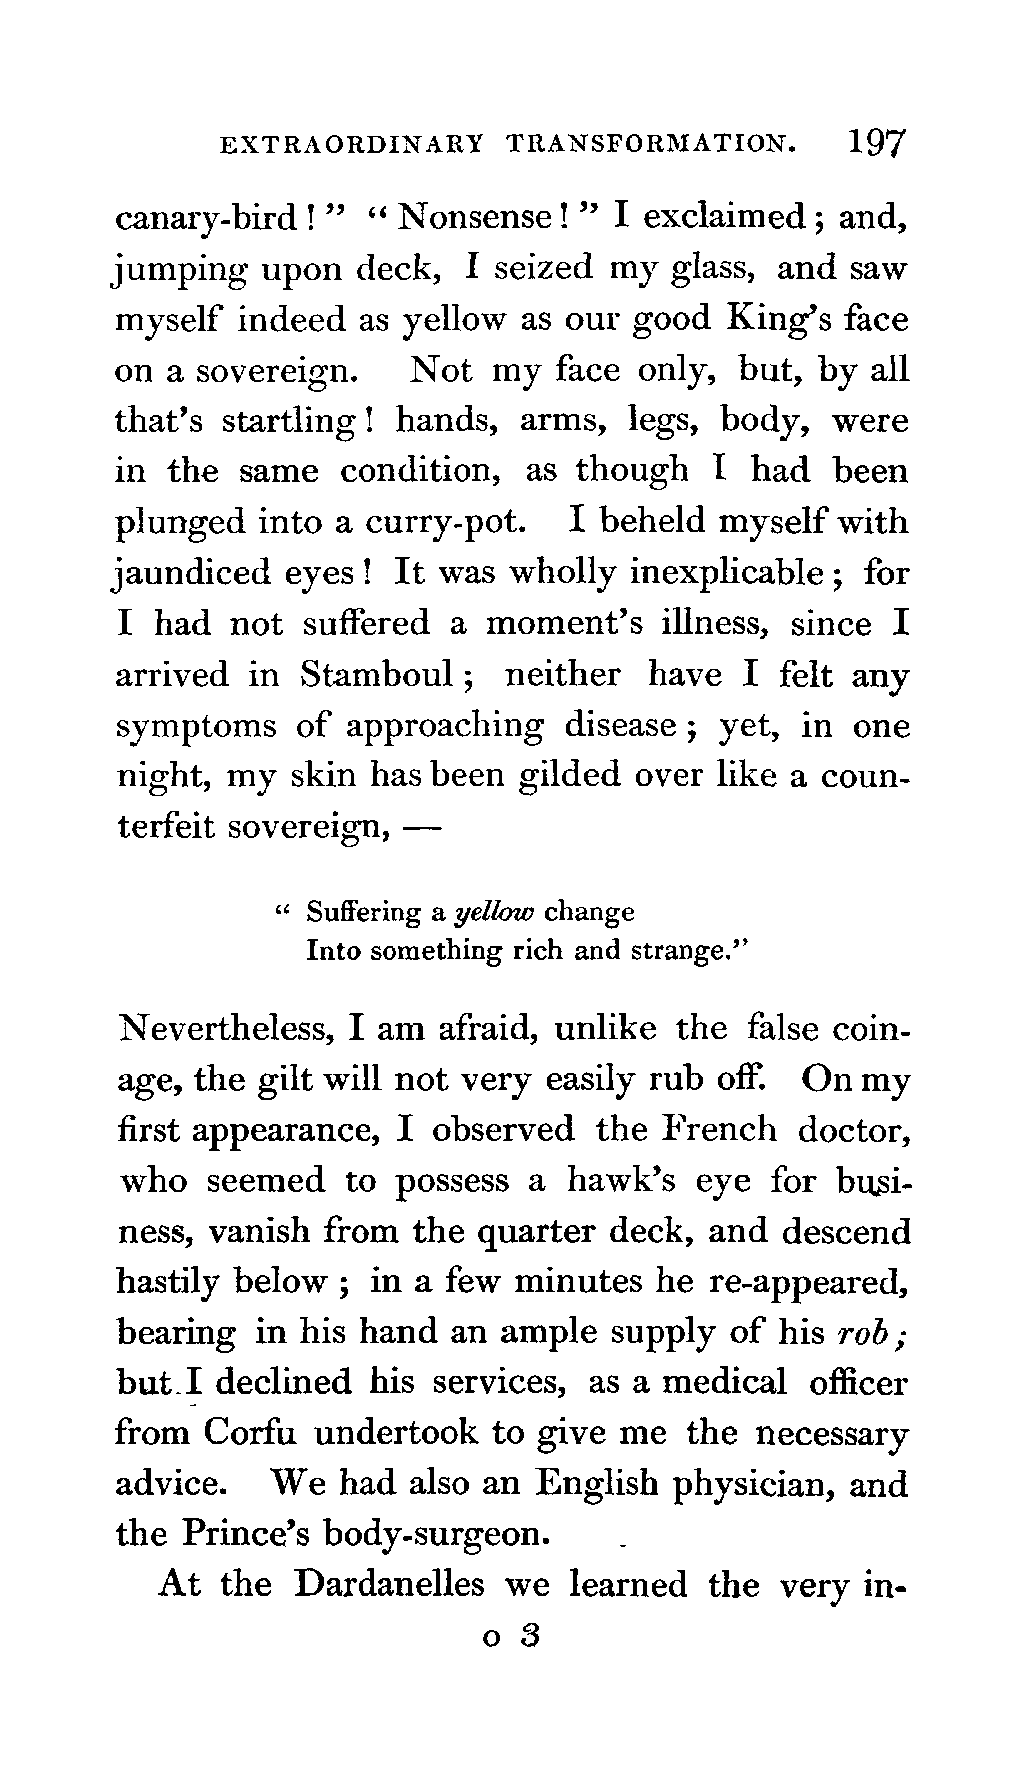 EXTRAORDINARY TRANSFORMATION. 197
canary-bird ! ” “ Nonsense ! ” I exclaimed ; and,
jumping upon deck, I seized my glass, and saw
myself indeed as yellow as our good King’s face
on a sovereign. Not my face only, but, by all
that’s startling ! hands, arms, legs, body, were
in the same condition, as though I had been
plunged into a curry-pot. I beheld myself with
jaundiced eyes ! It was wholly inexplicable ; for
I had not suffered a moment’s illness, since I
arrived in Stamboul ; neither have I felt any
symptoms of approaching disease ; yet, in one
night, my skin has been gilded over like a coun-
terfeit sovereign, —
“ Suffering a yellow change
Into something rich and strange.”
Nevertheless, I am afraid, unlike the false coin-
age, the gilt will not very easily rub off. On my
first appearance, I observed the French doctor,
who seemed to possess a hawk’s eye for busi-
ness, vanish from the quarter deck, and descend
hastily below ; in a few minutes he re-appeared,
bearing in his hand an ample supply of his rob ;
but I declined his services, as a medical officer
from Corfu undertook to give me the necessary
advice. We had also an English physician, and
the Prince’s body-surgeon.
At the Dardanelles we learned the very in-
o 3